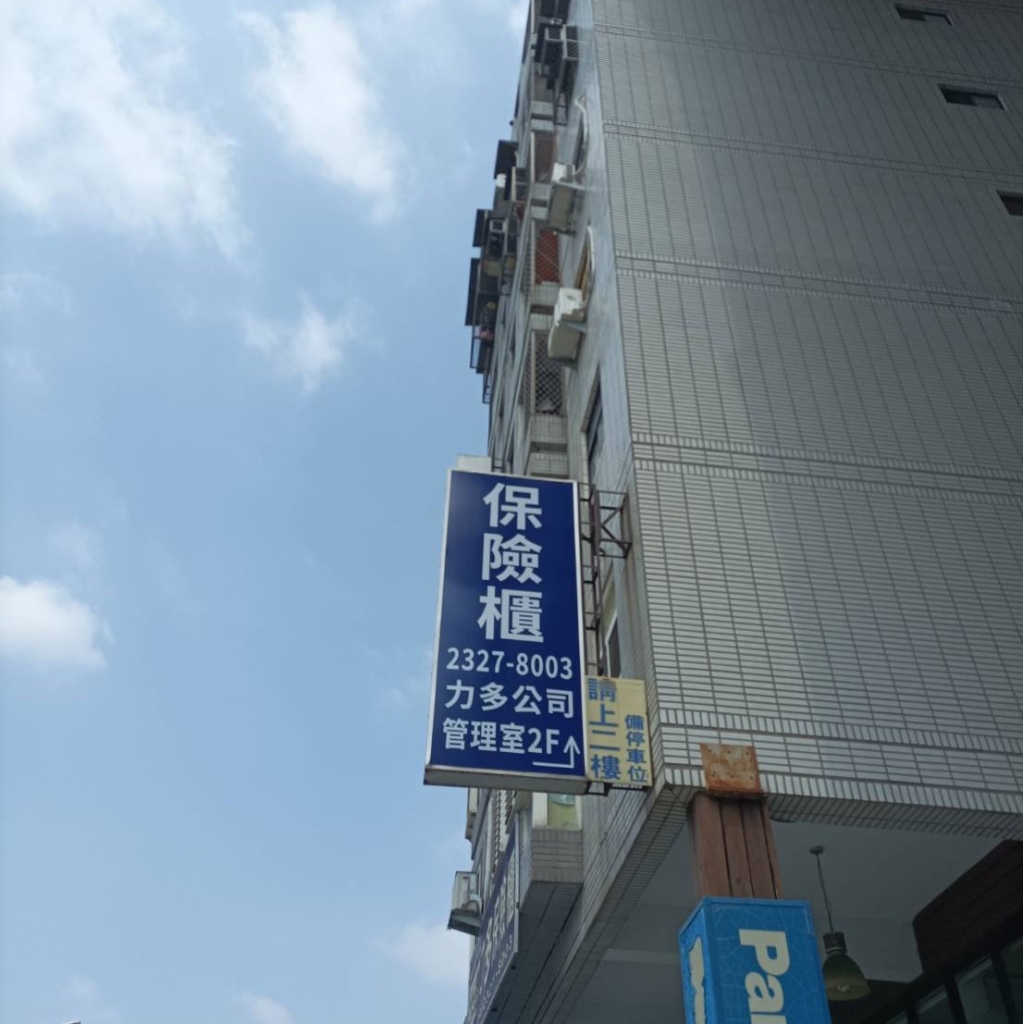 保險櫃
2327-8003
力多公司
管理室2F
請上二樓
備停車位
Pa